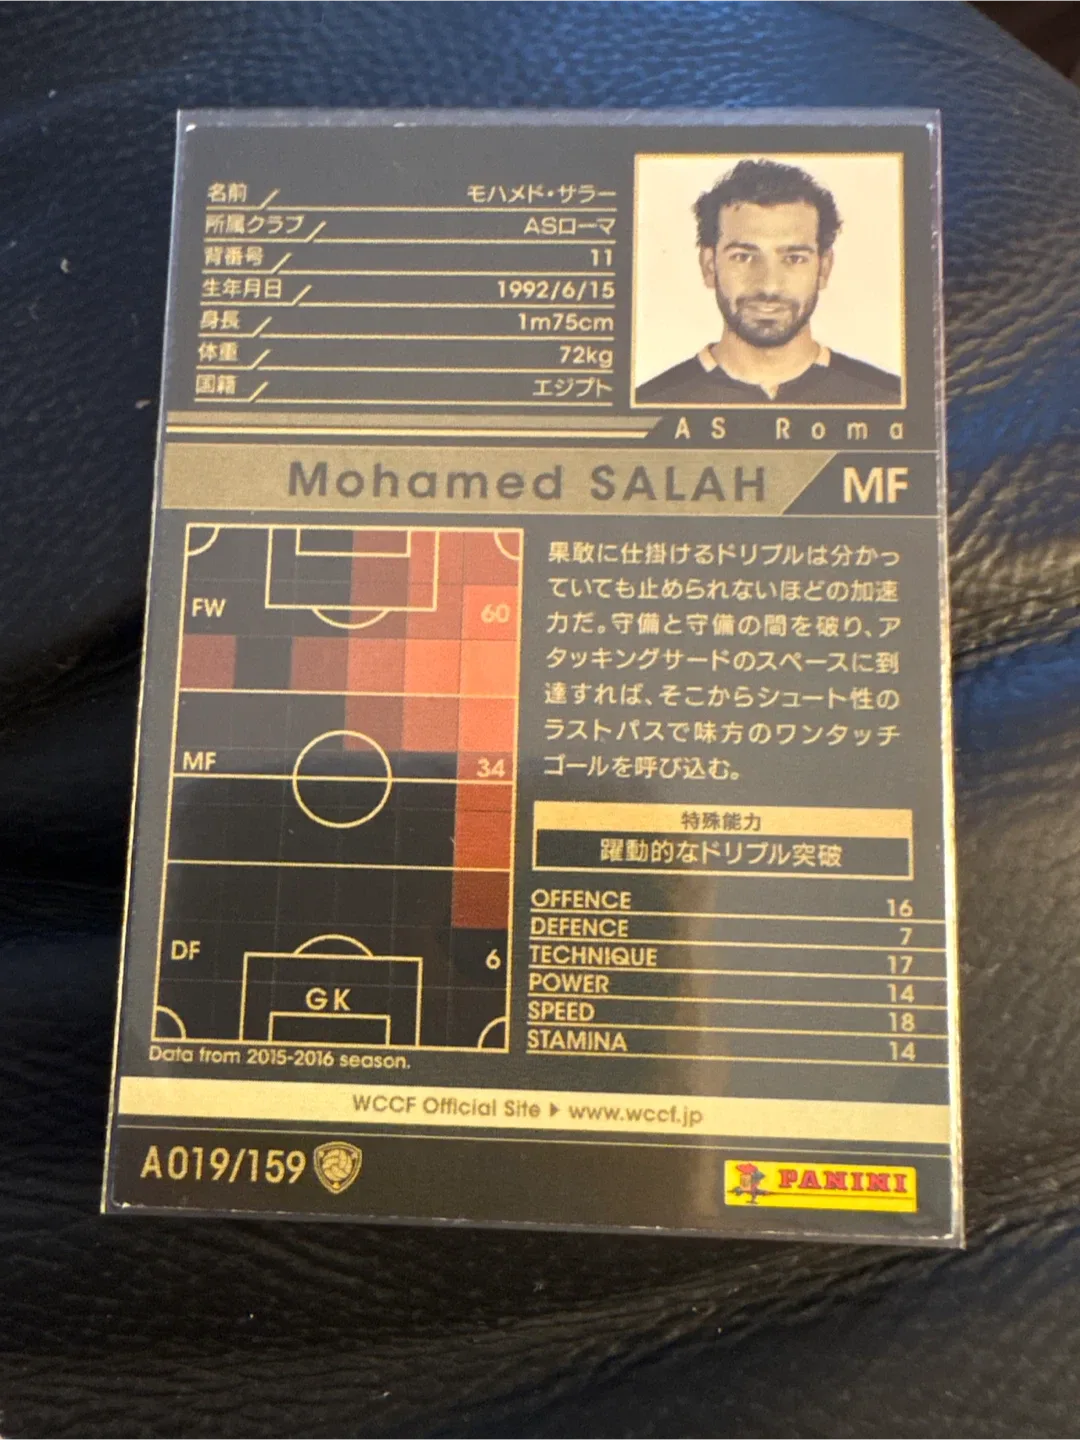 名前 モハメド・サラー
所属クラブ ASローマ
背番号 11
生年月日 1992/6/15
身長 1m75cm
体重 72kg
国籍 エジプト
AS Roma
Mohamed SALAH MF
FW 60
MF 34
DF 6
GK
Data from 2015-2016 season.
果敢に仕掛けるドリブルは分かっ
ていても止められないほどの加速
力だ。守備と守備の間を破り、ア
タッキングサードのスペースに到
達すれば、そこからシュート性の
ラストパスで味方のワンタッチ
ゴールを呼び込む。
特殊能力
躍動的なドリブル突破
OFFENCE 16
DEFENCE 7
TECHNIQUE 17
POWER 14
SPEED 18
STAMINA 14
WCCF Official Site ▶ www.wccf.jp
A019/159
PANINI